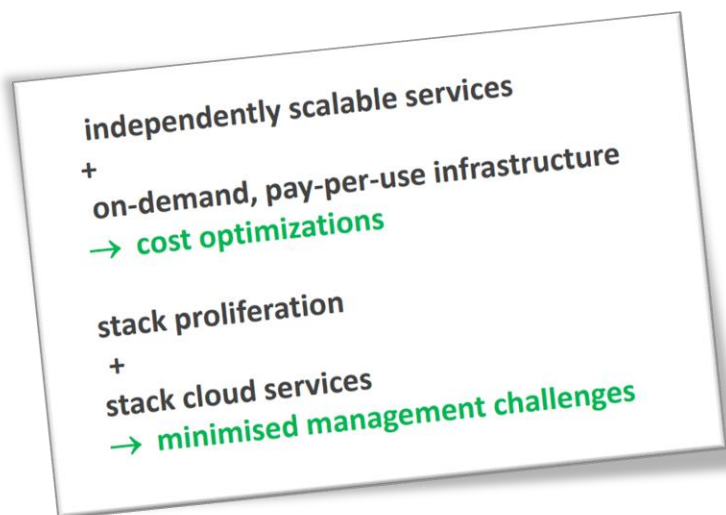 independently scalable services
+
on-demand, pay-per-use infrastructure
→ cost optimizations
stack proliferation
+
stack cloud services
→ minimised management challenges